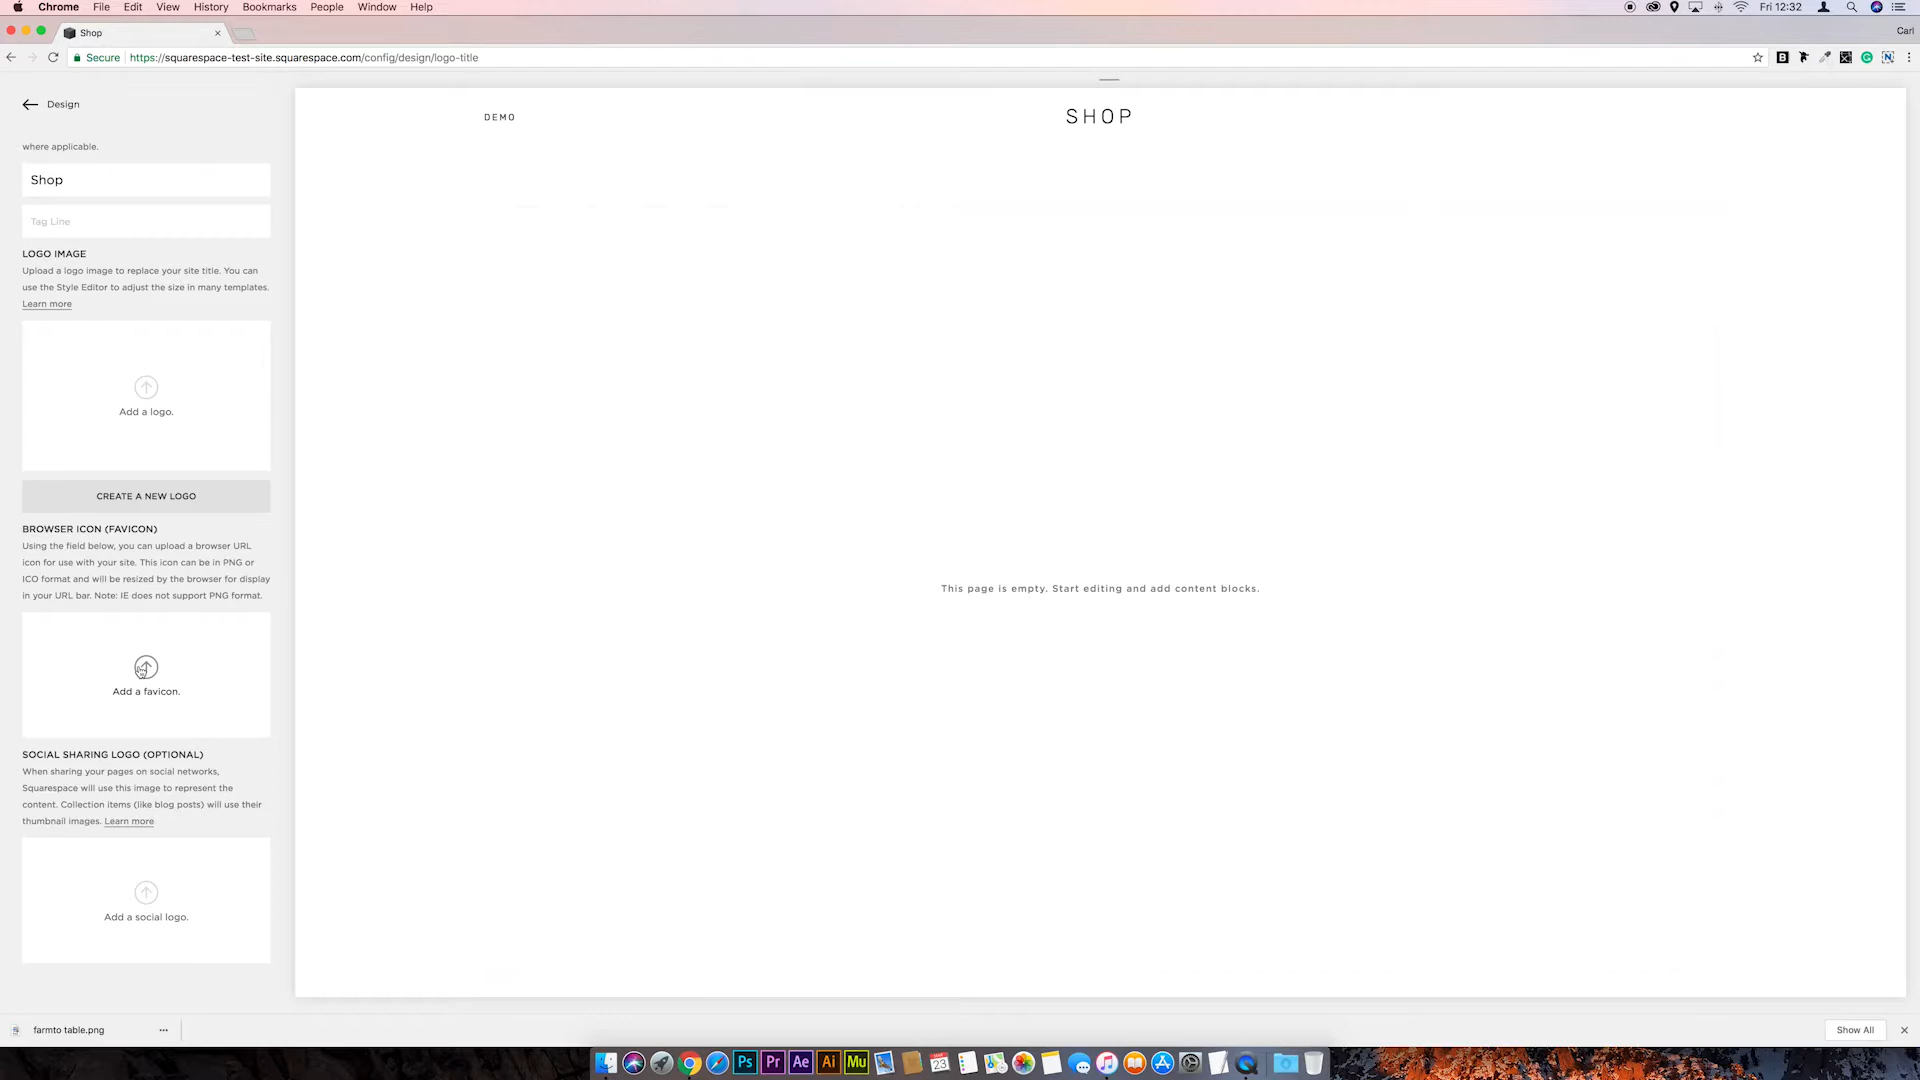 Chrome File Edit View History Bookmarks People Window Help Fri 12:32
Shop Carl
Secure https://squarespace-test-site.squarespace.com/config/design/logo-title
Design
where applicable.
Shop
Tag Line
LOGO IMAGE
Upload a logo image to replace your site title. You can
use the Style Editor to adjust the size in many templates.
Learn more
Add a logo.
CREATE A NEW LOGO
BROWSER ICON (FAVICON)
Using the field below, you can upload a browser URL
icon for use with your site. This icon can be in PNG or
ICO format and will be resized by the browser for display
in your URL bar. Note: IE does not support PNG format.
Add a favicon.
SOCIAL SHARING LOGO (OPTIONAL)
When sharing your pages on social networks,
Squarespace will use this image to represent the
content. Collection items (like blog posts) will use their
thumbnail images. Learn more
Add a social logo.
DEMO
SHOP
This page is empty. Start editing and add content blocks.
farmto table.png
Show All
Ps Pr Ae Ai Mu
23